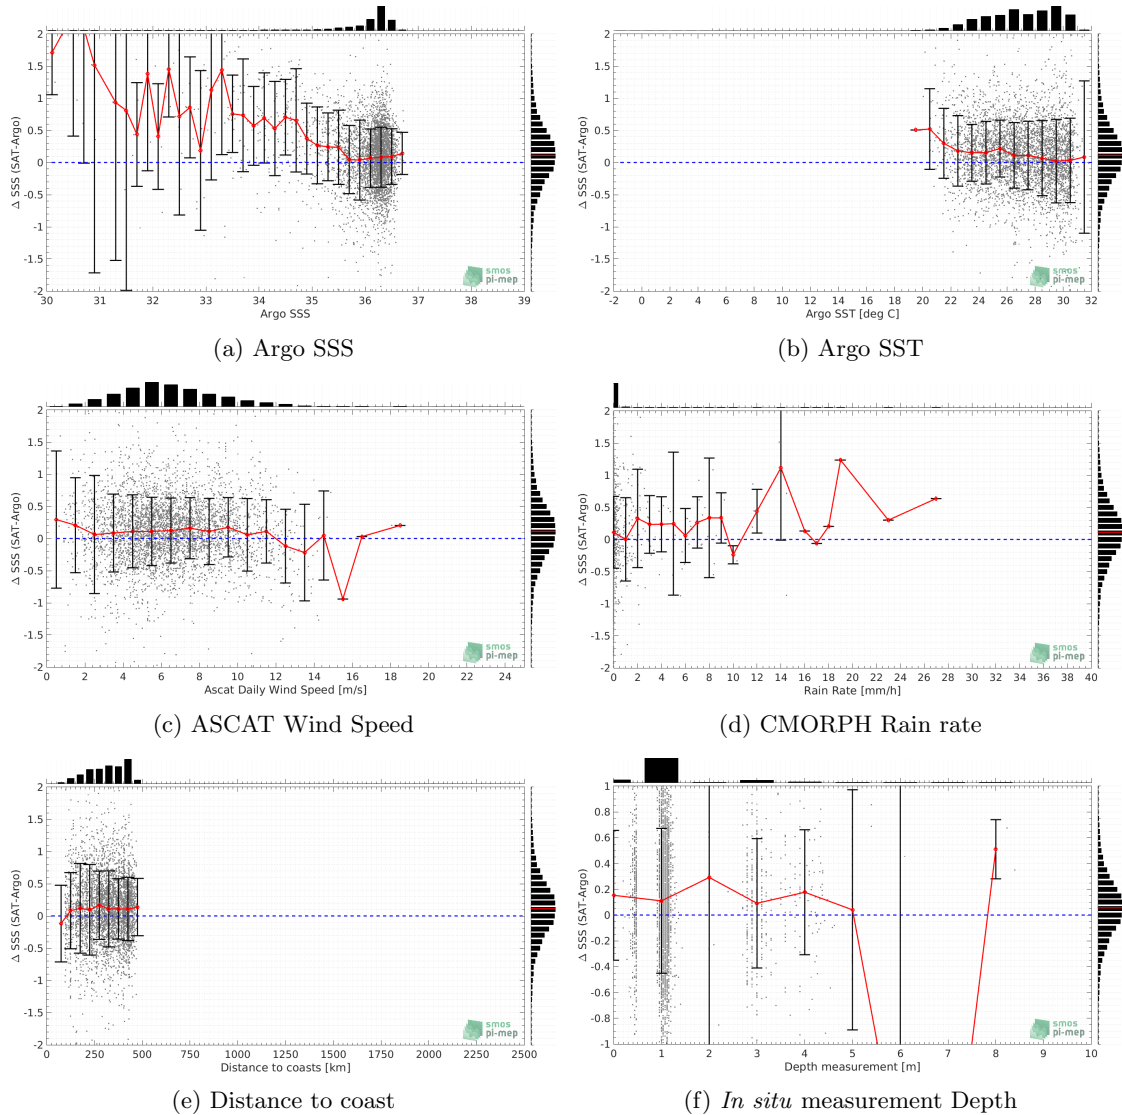 2
1.5
1
0.5
0
-0.5
-1
-1.5
-2
Δ SSS (SAT-Argo)
30 31 32 33 34 35 36 37 38 39
Argo SSS
smos
pi-mep
(a) Argo SSS
2
1.5
1
0.5
0
-0.5
-1
-1.5
-2
Δ SSS (SAT-Argo)
-2 0 2 4 6 8 10 12 14 16 18 20 22 24 26 28 30 32
Argo SST [deg C]
smos
pi-mep
(b) Argo SST
2
1.5
1
0.5
0
-0.5
-1
-1.5
-2
Δ SSS (SAT-Argo)
0 2 4 6 8 10 12 14 16 18 20 22 24
Ascat Daily Wind Speed [m/s]
smos
pi-mep
(c) ASCAT Wind Speed
2
1.5
1
0.5
0
-0.5
-1
-1.5
-2
Δ SSS (SAT-Argo)
0 2 4 6 8 10 12 14 16 18 20 22 24 26 28 30 32 34 36 38 40
Rain Rate [mm/h]
smos
pi-mep
(d) CMORPH Rain rate
2
1.5
1
0.5
0
-0.5
-1
-1.5
-2
Δ SSS (SAT-Argo)
0 250 500 750 1000 1250 1500 1750 2000 2250 2500
Distance to coasts [km]
smos
pi-mep
(e) Distance to coast
1
0.8
0.6
0.4
0.2
0
-0.2
-0.4
-0.6
-0.8
-1
Δ SSS (SAT-Argo)
0 1 2 3 4 5 6 7 8 9 10
Depth measurement [m]
smos
pi-mep
(f) In situ measurement Depth